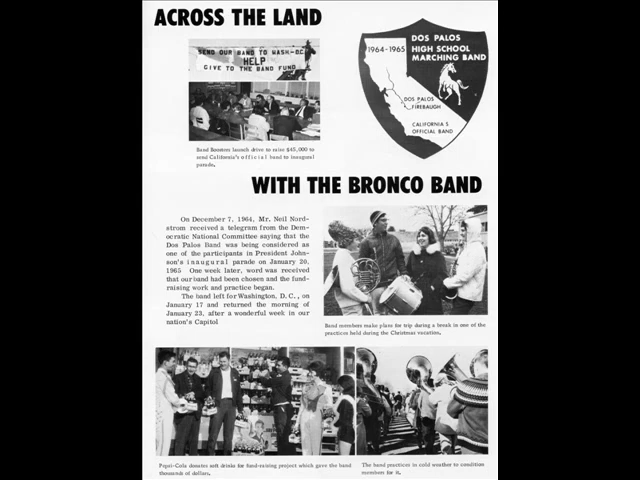 ACROSS THE LAND
SEND OUR BAND TO WASH-DC
HELP
GIVE TO THE BAND FUND
Band Boosters launch drive to raise $45,000 to
send California's official band to inaugural
parade.
1964-1965
DOS PALOS
HIGH SCHOOL
MARCHING BAND
DOS PALOS
FIREBAUGH
CALIFORNIA'S
OFFICIAL BAND
WITH THE BRONCO BAND
On December 7, 1964, Mr. Neil Nord-
strom received a telegram from the Dem-
ocratic National Committee saying that the
Dos Palos Band was being considered as
one of the participants in President John-
son's inaugural parade on January 20,
1965 One week later, word was received
that our band had been chosen and the fund-
raising work and practice began.
The band left for Washington, D.C., on
January 17 and returned the morning of
January 23, after a wonderful week in our
nation's Capitol
Band members make plans for trip during a break in one of the
practices held during the Christmas vacation.
Pepsi-Cola donates soft drinks for fund-raising project which gave the band
thousands of dollars.
The band practices in cold weather to condition
members for it.